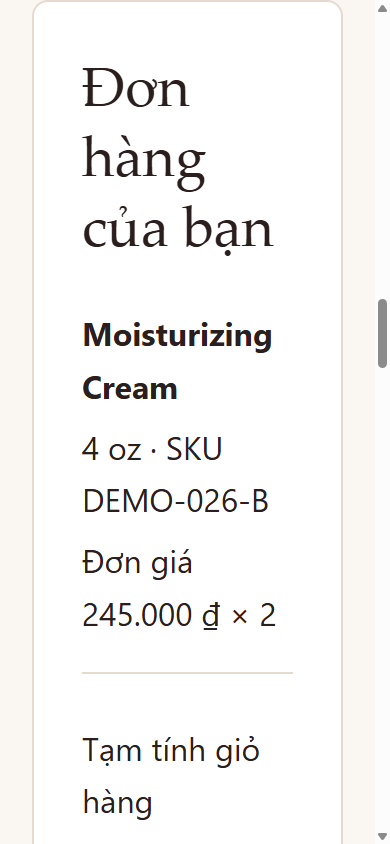 Đơn
hàng
của bạn
Moisturizing
Cream
4 oz · SKU
DEMO-026-B
Đơn giá
245.000 ₫ × 2
Tạm tính giỏ
hàng